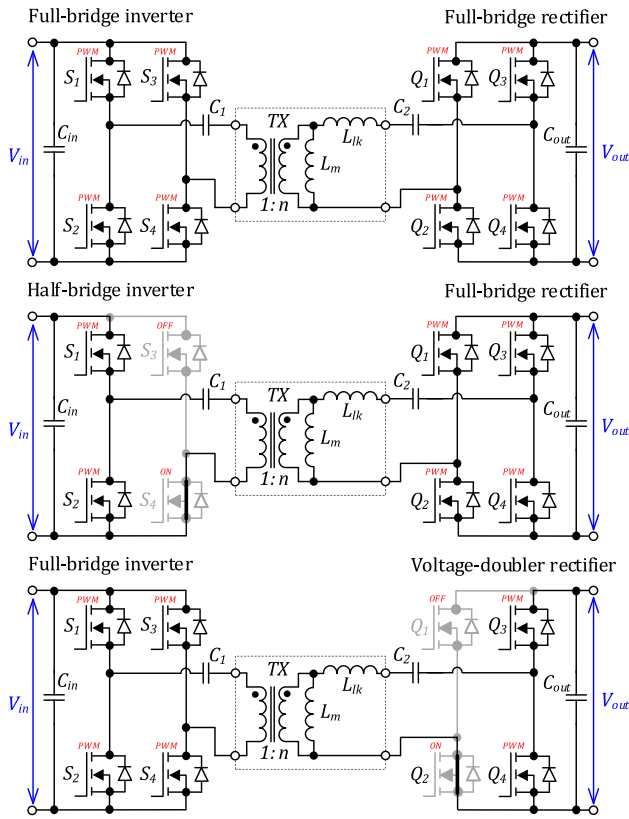 Full-bridge inverter Full-bridge rectifier
PWM PWM PWM PWM
S1 S3 Q1 Q3
C1 TX C2
Llk
Vin Cin Lm Cout Vout
PWM PWM PWM PWM
S2 S4 1:n Q2 Q4
Half-bridge inverter Full-bridge rectifier
PWM OFF PWM PWM
S1 S3 Q1 Q3
C1 TX C2
Llk
Vin Cin Lm Cout Vout
PWM ON PWM PWM
S2 S4 1:n Q2 Q4
Full-bridge inverter Voltage-doubler rectifier
PWM PWM OFF PWM
S1 S3 Q1 Q3
C1 TX C2
Llk
Vin Cin Lm Cout Vout
PWM PWM ON PWM
S2 S4 1:n Q2 Q4